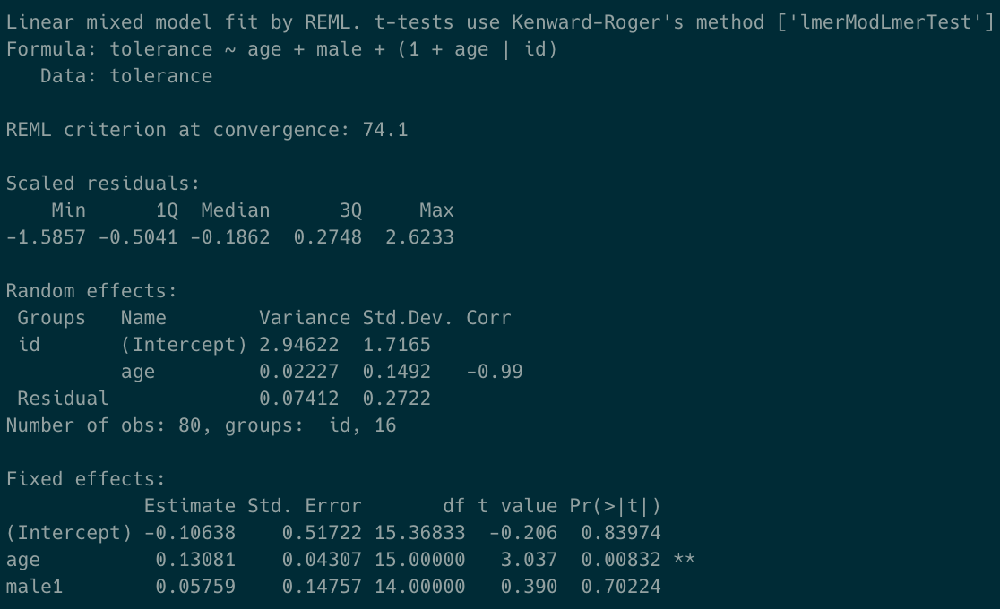 Linear mixed model fit by REML. t-tests use Kenward-Roger's method ['lmerModLmerTest']
Formula: tolerance ~ age + male + (1 + age | id)
   Data: tolerance

REML criterion at convergence: 74.1

Scaled residuals:
    Min      1Q  Median      3Q     Max
-1.5857 -0.5041 -0.1862  0.2748  2.6233

Random effects:
 Groups   Name        Variance Std.Dev. Corr
 id       (Intercept) 2.94622  1.7165
          age         0.02227  0.1492   -0.99
 Residual             0.07412  0.2722
Number of obs: 80, groups:  id, 16

Fixed effects:
            Estimate Std. Error       df t value Pr(>|t|)
(Intercept) -0.10638    0.51722 15.36833  -0.206  0.83974
age          0.13081    0.04307 15.00000   3.037  0.00832 **
male1        0.05759    0.14757 14.00000   0.390  0.70224